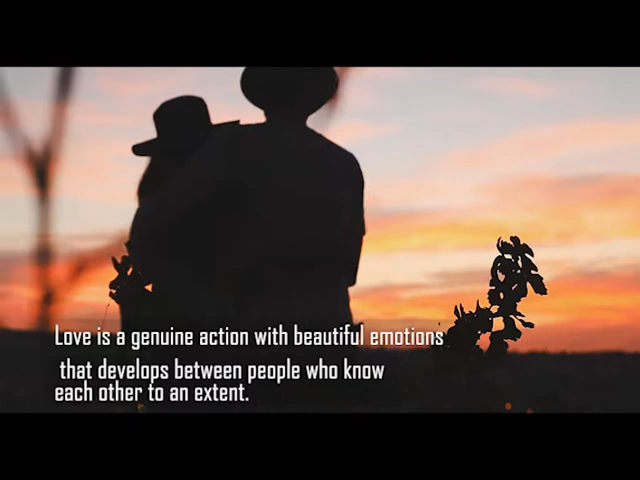 Love is a genuine action with beautiful emotions
that develops between people who know
each other to an extent.